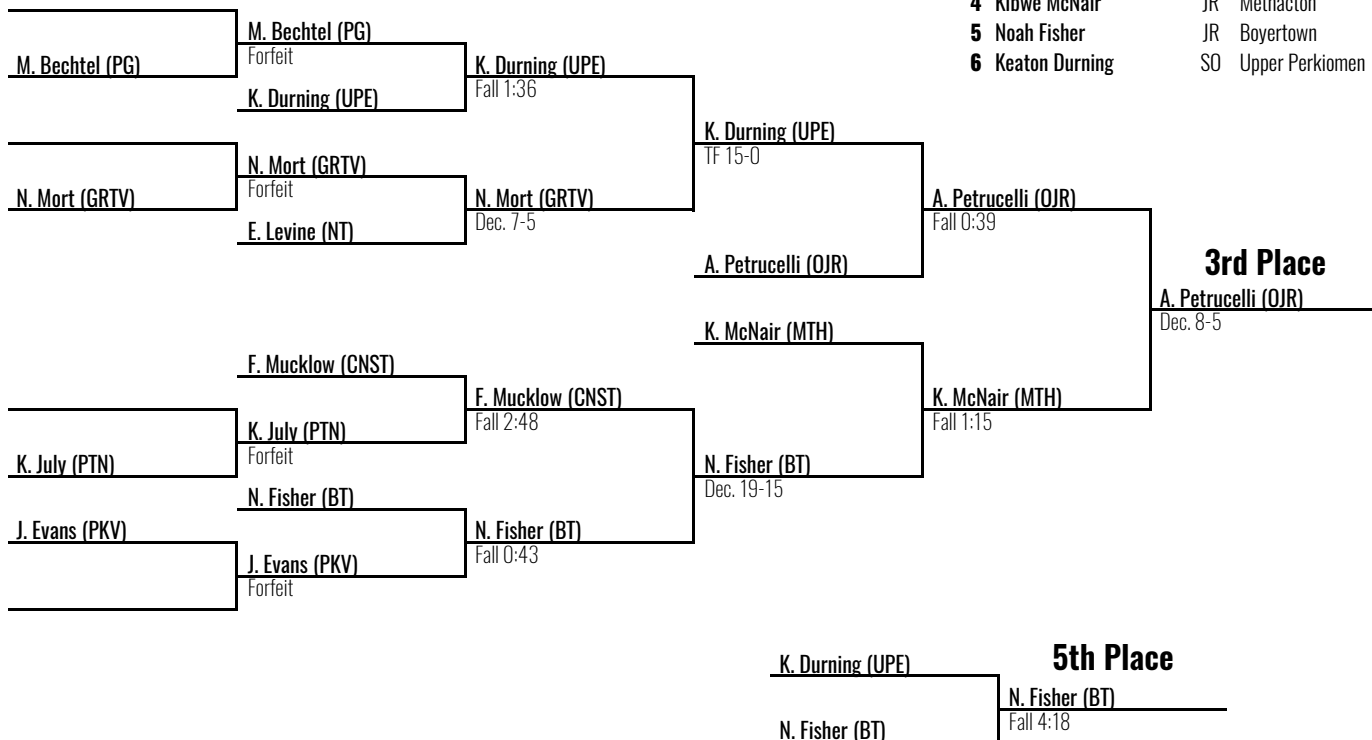 4 Kibwe McNair JR Methacton
5 Noah Fisher JR Boyertown
6 Keaton Durning SO Upper Perkiomen
M. Bechtel (PG)
Forfeit
M. Bechtel (PG)
K. Durning (UPE)
Fall 1:36
K. Durning (UPE)
K. Durning (UPE)
TF 15-0
N. Mort (GRTV)
Forfeit
N. Mort (GRTV)
N. Mort (GRTV)
Dec. 7-5
E. Levine (NT)
A. Petrucelli (OJR)
Fall 0:39
A. Petrucelli (OJR)
3rd Place
A. Petrucelli (OJR)
Dec. 8-5
K. McNair (MTH)
F. Mucklow (CNST)
F. Mucklow (CNST)
Fall 2:48
K. McNair (MTH)
Fall 1:15
K. July (PTN)
Forfeit
K. July (PTN)
N. Fisher (BT)
Dec. 19-15
N. Fisher (BT)
J. Evans (PKV)
N. Fisher (BT)
Fall 0:43
J. Evans (PKV)
Forfeit
5th Place
K. Durning (UPE)
N. Fisher (BT)
Fall 4:18
N. Fisher (BT)